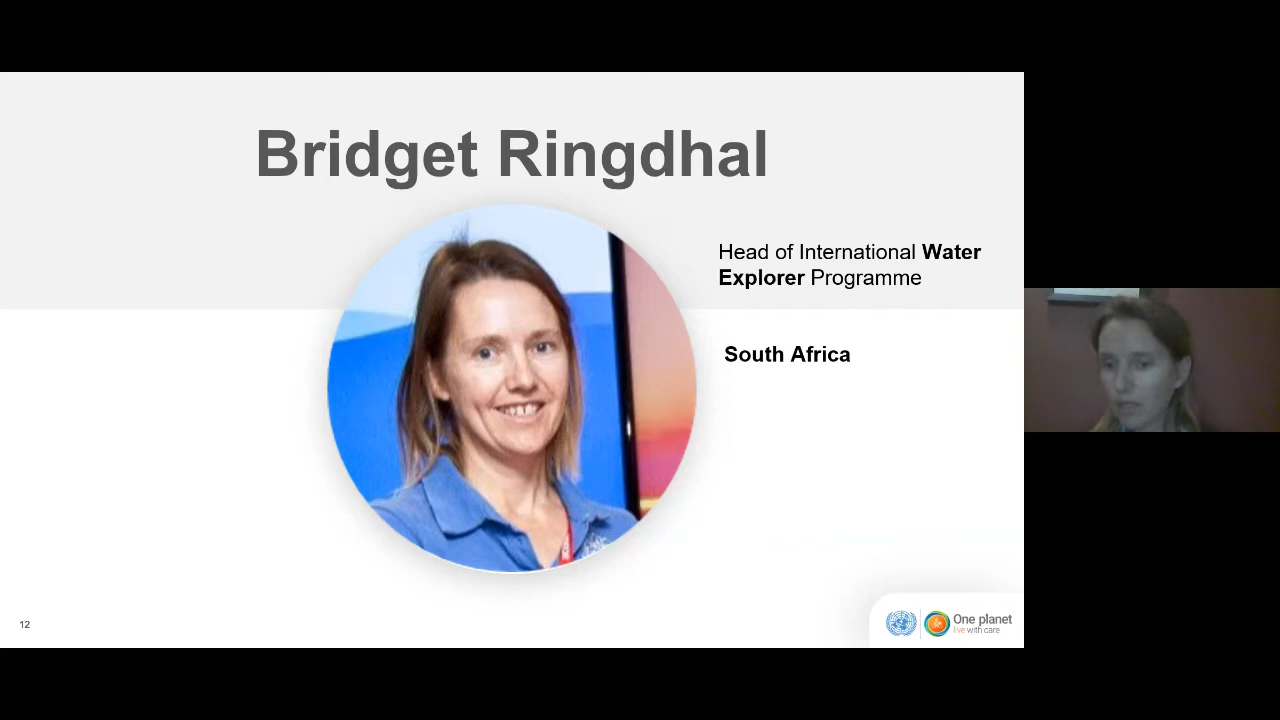 Bridget Ringdhal
Head of International Water
Explorer Programme
South Africa
12
One planet
live with care